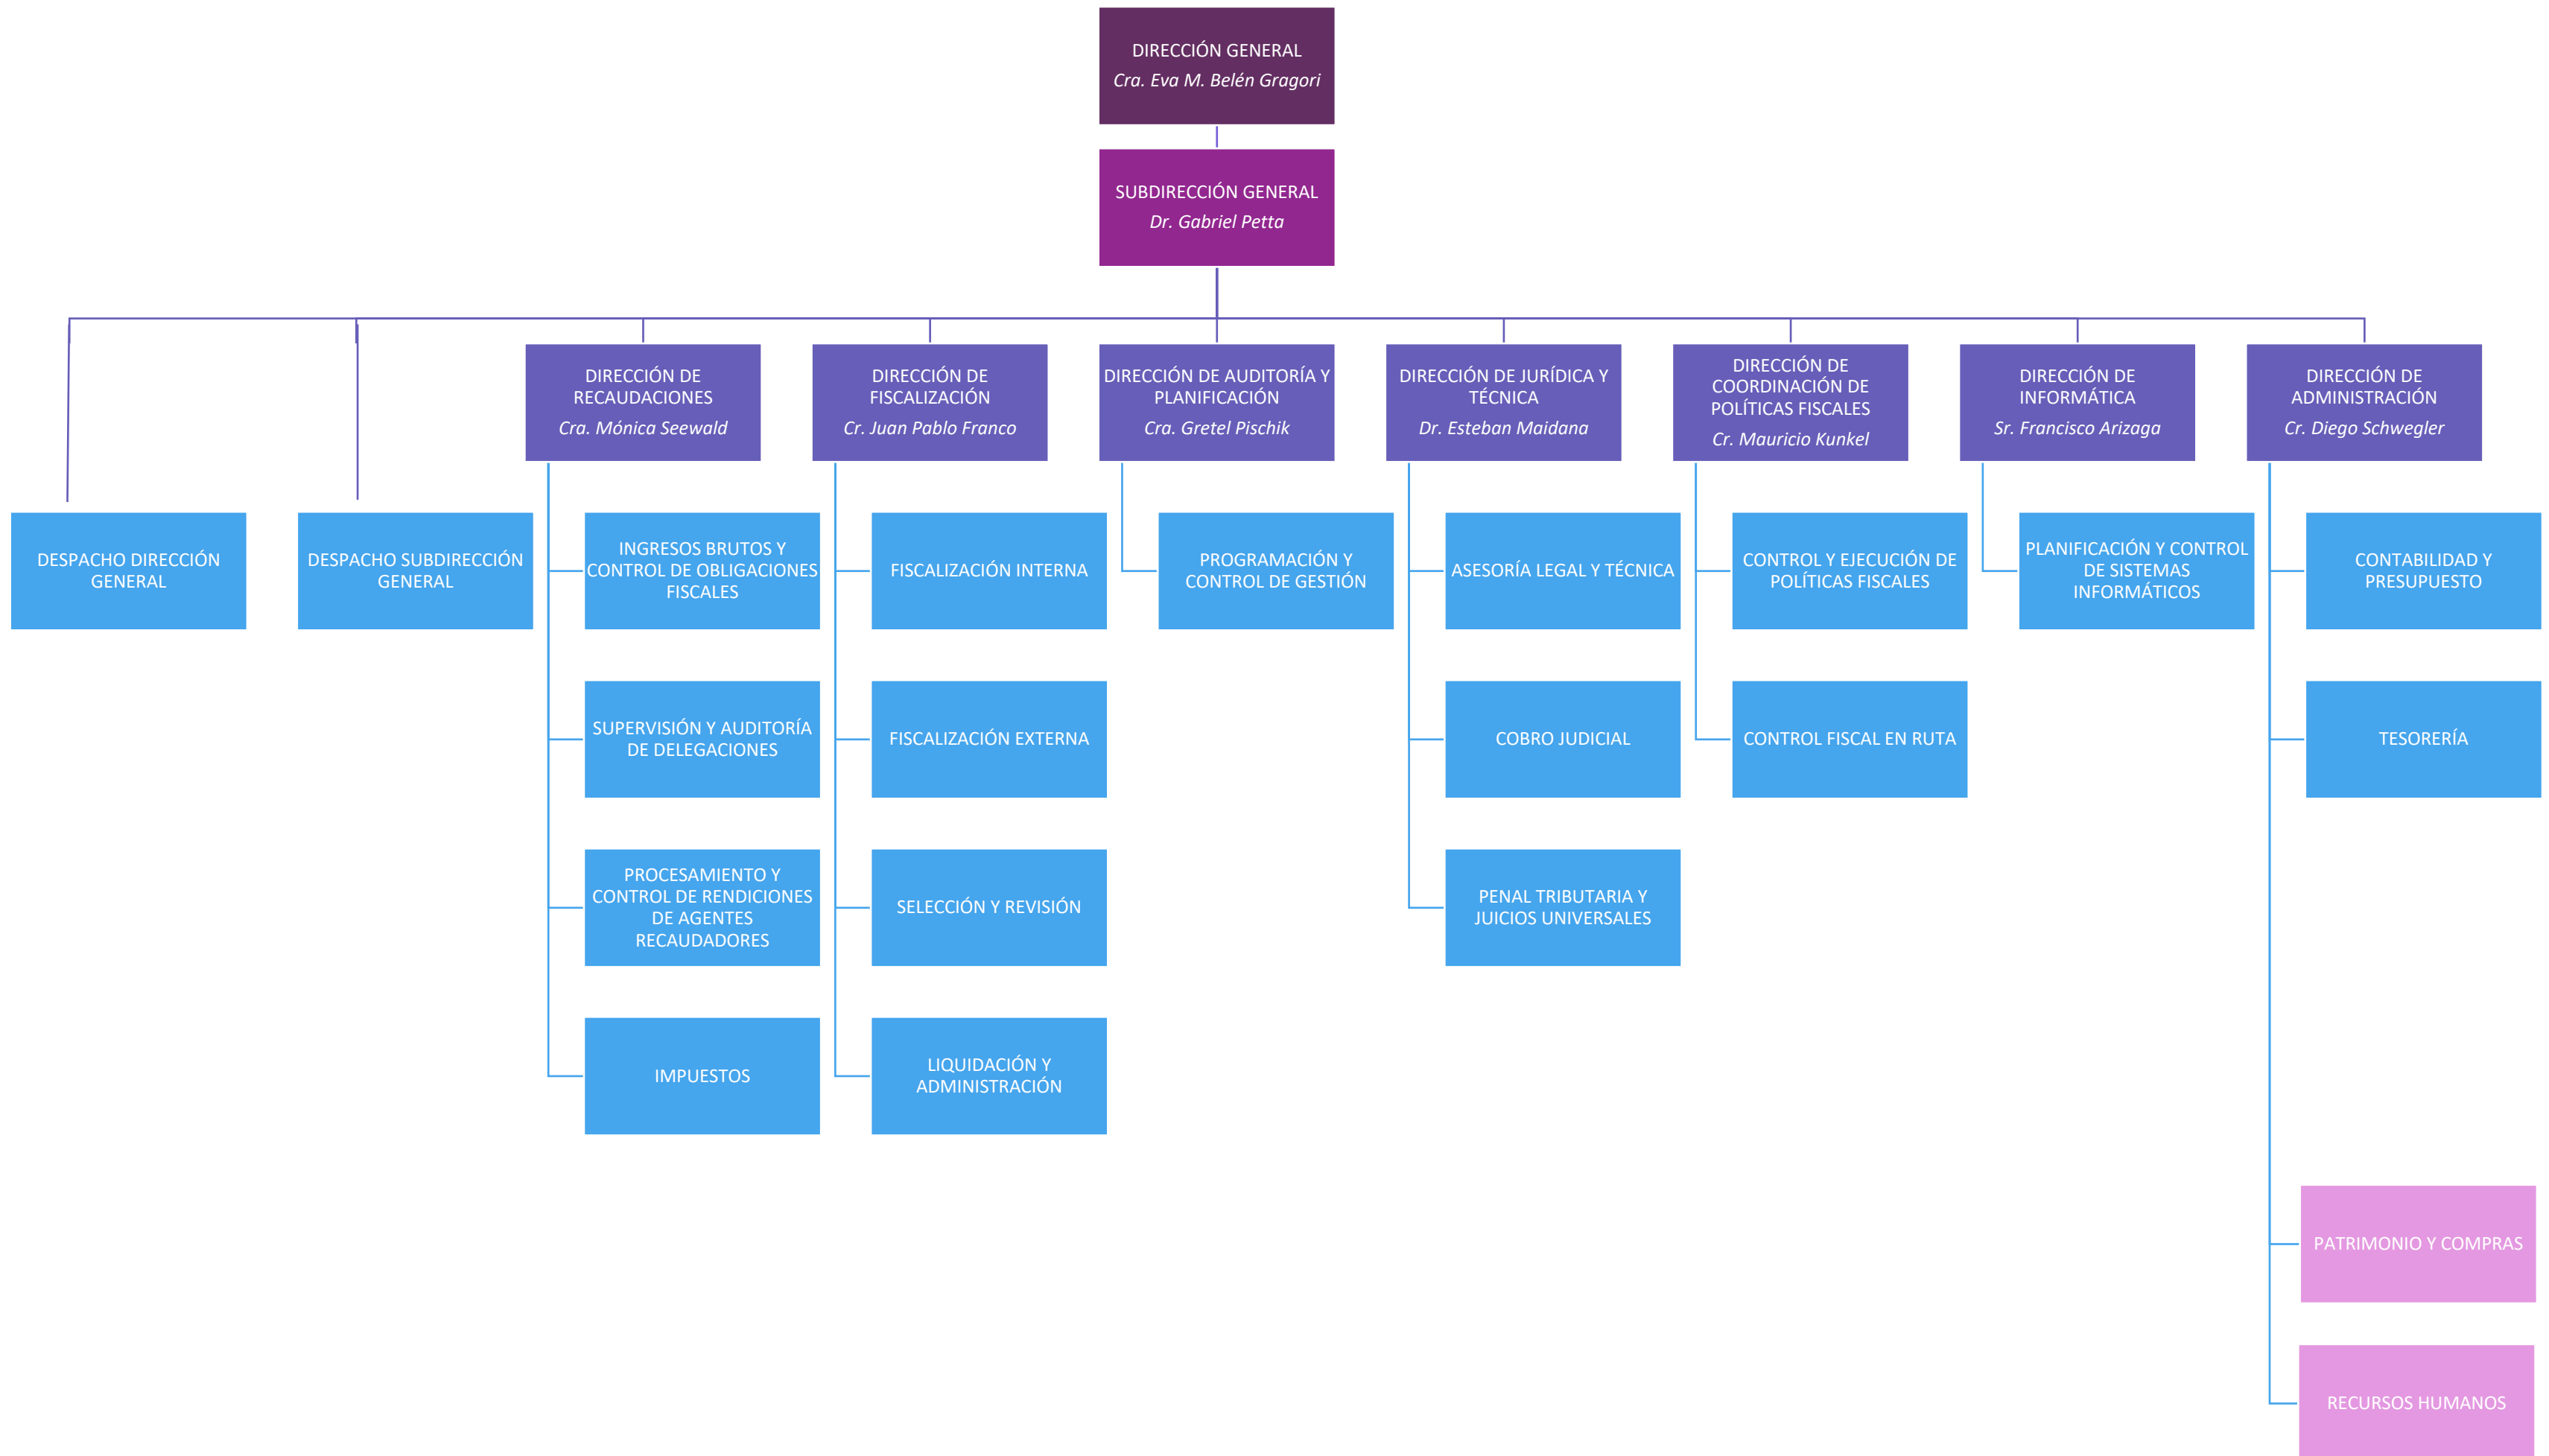 DIRECCIÓN GENERAL
Cra. Eva M. Belén Gragori
SUBDIRECCIÓN GENERAL
Dr. Gabriel Petta
DIRECCIÓN DE
RECAUDACIONES
Cra. Mónica Seewald
DIRECCIÓN DE
FISCALIZACIÓN
Cr. Juan Pablo Franco
DIRECCIÓN DE AUDITORÍA Y
PLANIFICACIÓN
Cra. Gretel Pischik
DIRECCIÓN DE JURÍDICA Y
TÉCNICA
Dr. Esteban Maidana
DIRECCIÓN DE
COORDINACIÓN DE
POLÍTICAS FISCALES
Cr. Mauricio Kunkel
DIRECCIÓN DE
INFORMÁTICA
Sr. Francisco Arizaga
DIRECCIÓN DE
ADMINISTRACIÓN
Cr. Diego Schwegler
DESPACHO DIRECCIÓN
GENERAL
DESPACHO SUBDIRECCIÓN
GENERAL
INGRESOS BRUTOS Y
CONTROL DE OBLIGACIONES
FISCALES
FISCALIZACIÓN INTERNA
PROGRAMACIÓN Y
CONTROL DE GESTIÓN
ASESORÍA LEGAL Y TÉCNICA
CONTROL Y EJECUCIÓN DE
POLÍTICAS FISCALES
PLANIFICACIÓN Y CONTROL
DE SISTEMAS
INFORMÁTICOS
CONTABILIDAD Y
PRESUPUESTO
SUPERVISIÓN Y AUDITORÍA
DE DELEGACIONES
FISCALIZACIÓN EXTERNA
COBRO JUDICIAL
CONTROL FISCAL EN RUTA
TESORERÍA
PROCESAMIENTO Y
CONTROL DE RENDICIONES
DE AGENTES
RECAUDADORES
SELECCIÓN Y REVISIÓN
PENAL TRIBUTARIA Y
JUICIOS UNIVERSALES
IMPUESTOS
LIQUIDACIÓN Y
ADMINISTRACIÓN
PATRIMONIO Y COMPRAS
RECURSOS HUMANOS